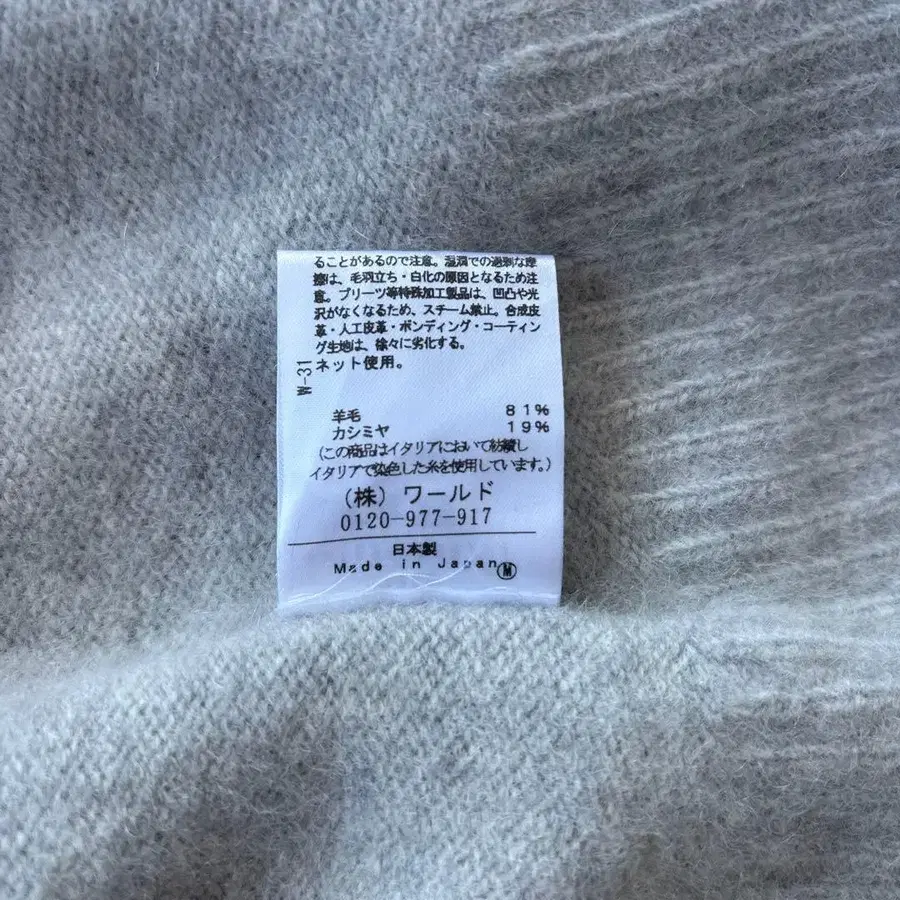 ることがあるので注意。湿潤での過剰な摩
擦は、毛羽立ち・白化の原因となるため注
意。プリーツ等特殊加工製品は、凹凸や光
沢がなくなるため、スチーム禁止。合成皮
革・人工皮革・ボンディング・コーティン
グ生地は、徐々に劣化する。
ネット使用。
W-31
羊毛 81%
カシミヤ 19%
(この商品はイタリアにおいて紡績し
イタリアで染色した糸を使用しています。)
(株) ワールド
0120-977-917
日本製
Made in Japan Ⓜ